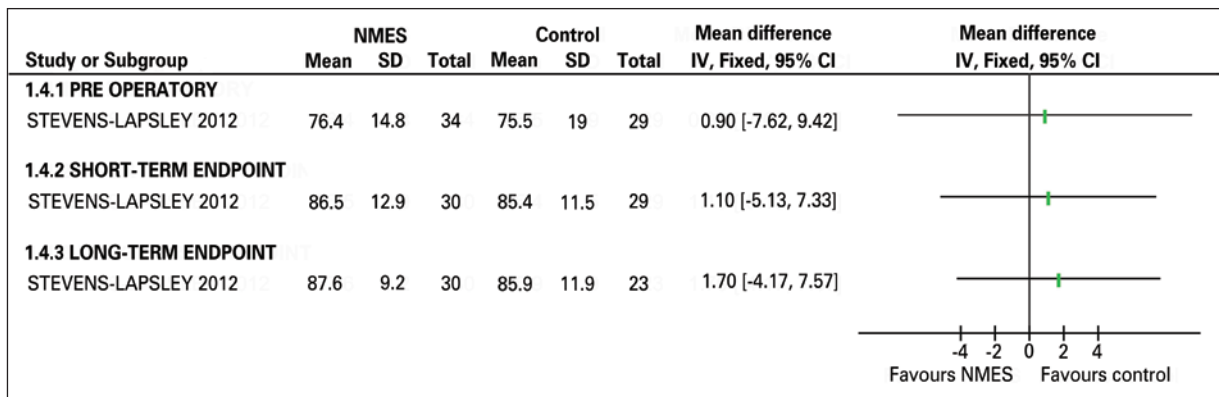 NMES Control Mean difference Mean difference
Study or Subgroup Mean SD Total Mean SD Total IV, Fixed, 95% CI IV, Fixed, 95% CI
1.4.1 PRE OPERATORY
STEVENS-LAPSLEY 2012 76.4 14.8 34 75.5 19 29 0.90 [-7.62, 9.42]
1.4.2 SHORT-TERM ENDPOINT
STEVENS-LAPSLEY 2012 86.5 12.9 30 85.4 11.5 29 1.10 [-5.13, 7.33]
1.4.3 LONG-TERM ENDPOINT
STEVENS-LAPSLEY 2012 87.6 9.2 30 85.9 11.9 23 1.70 [-4.17, 7.57]
-4 -2 0 2 4
Favours NMES Favours control